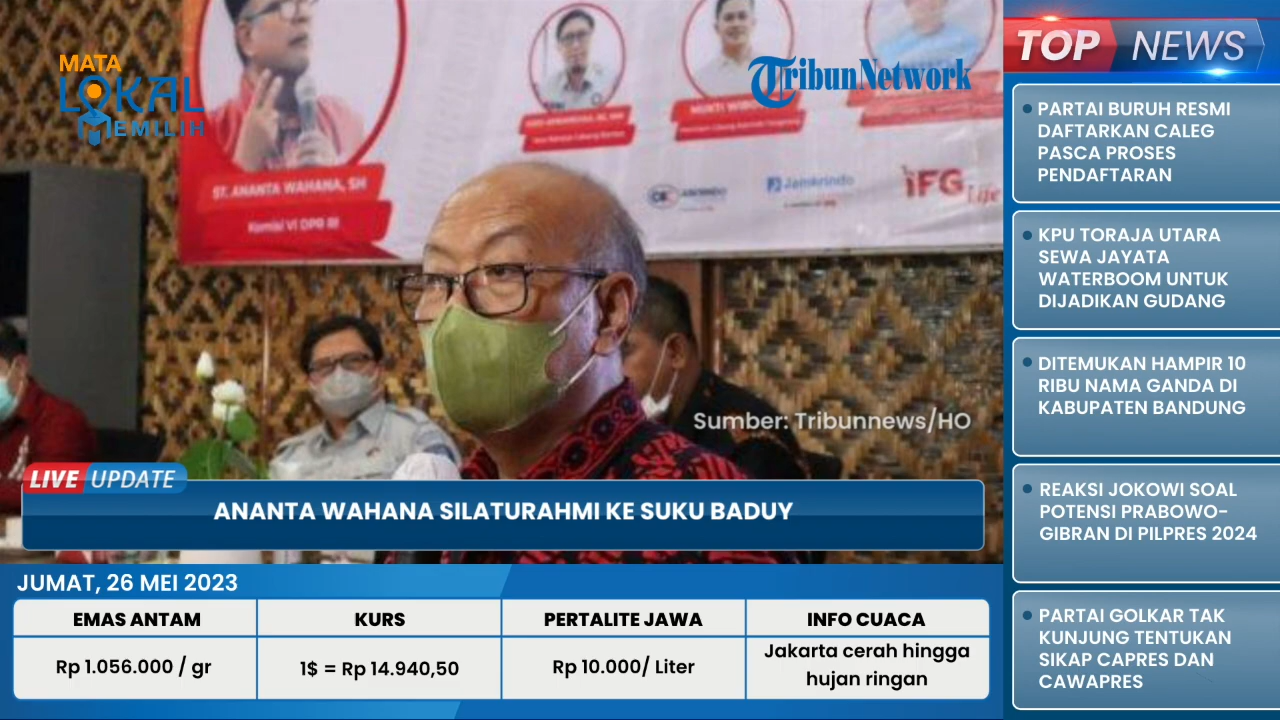 MATA
LOKAL
MEMILIH
TribunNetwork
ST. ANANTA WAHANA, SH
Komisi VI DPR RI
Jamkrindo
IFG
Life
Sumber: Tribunnews/HO
LIVE UPDATE
ANANTA WAHANA SILATURAHMI KE SUKU BADUY
JUMAT, 26 MEI 2023
EMAS ANTAM
KURS
PERTALITE JAWA
INFO CUACA
Rp 1.056.000 / gr
1$ = Rp 14.940,50
Rp 10.000/ Liter
Jakarta cerah hingga
hujan ringan
TOP NEWS
PARTAI BURUH RESMI
DAFTARKAN CALEG
PASCA PROSES
PENDAFTARAN
KPU TORAJA UTARA
SEWA JAYATA
WATERBOOM UNTUK
DIJADIKAN GUDANG
DITEMUKAN HAMPIR 10
RIBU NAMA GANDA DI
KABUPATEN BANDUNG
REAKSI JOKOWI SOAL
POTENSI PRABOWO-
GIBRAN DI PILPRES 2024
PARTAI GOLKAR TAK
KUNJUNG TENTUKAN
SIKAP CAPRES DAN
CAWAPRES